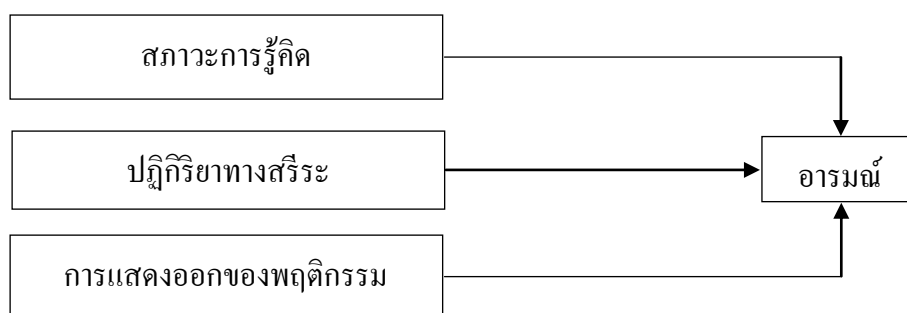 สภาวะการรู้คิด
ปฏิกิริยาทางสรีระ
อารมณ์
การแสดงออกของพฤติกรรม